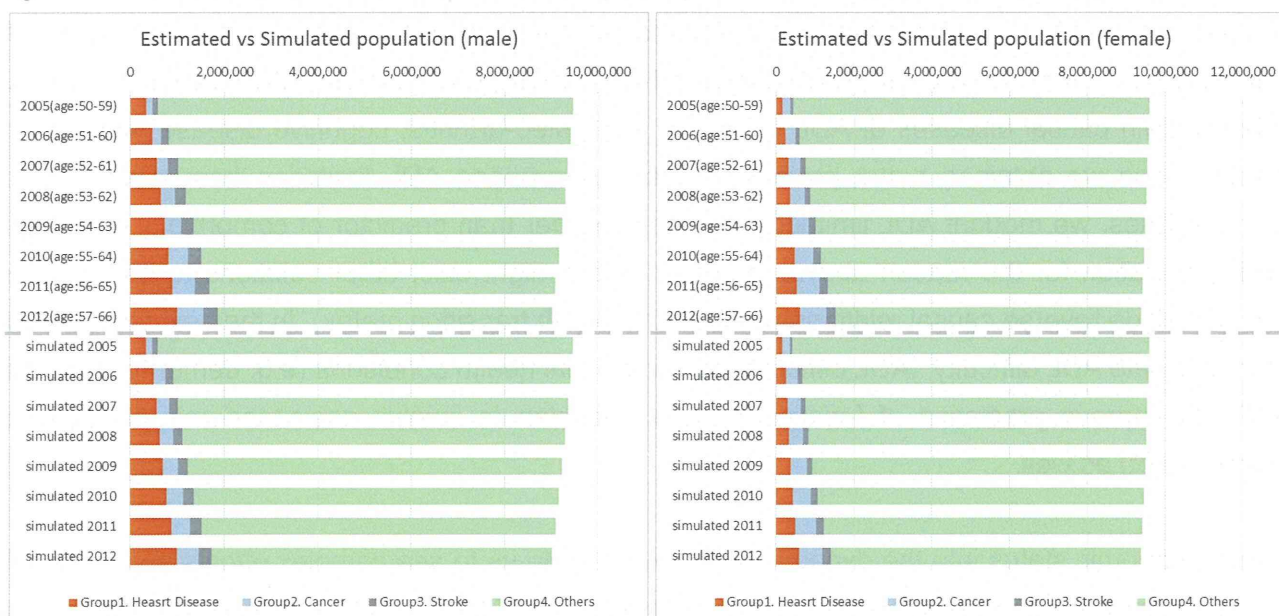 Estimated vs Simulated population (male)
0 2,000,000 4,000,000 6,000,000 8,000,000 10,000,000
2005(age:50-59)
2006(age:51-60)
2007(age:52-61)
2008(age:53-62)
2009(age:54-63)
2010(age:55-64)
2011(age:56-65)
2012(age:57-66)
simulated 2005
simulated 2006
simulated 2007
simulated 2008
simulated 2009
simulated 2010
simulated 2011
simulated 2012
Group1. Heasrt Disease Group2. Cancer Group3. Stroke Group4. Others
Estimated vs Simulated population (female)
0 2,000,000 4,000,000 6,000,000 8,000,000 10,000,000 12,000,000
2005(age:50-59)
2006(age:51-60)
2007(age:52-61)
2008(age:53-62)
2009(age:54-63)
2010(age:55-64)
2011(age:56-65)
2012(age:57-66)
simulated 2005
simulated 2006
simulated 2007
simulated 2008
simulated 2009
simulated 2010
simulated 2011
simulated 2012
Group1. Heasrt Disease Group2. Cancer Group3. Stroke Group4. Others